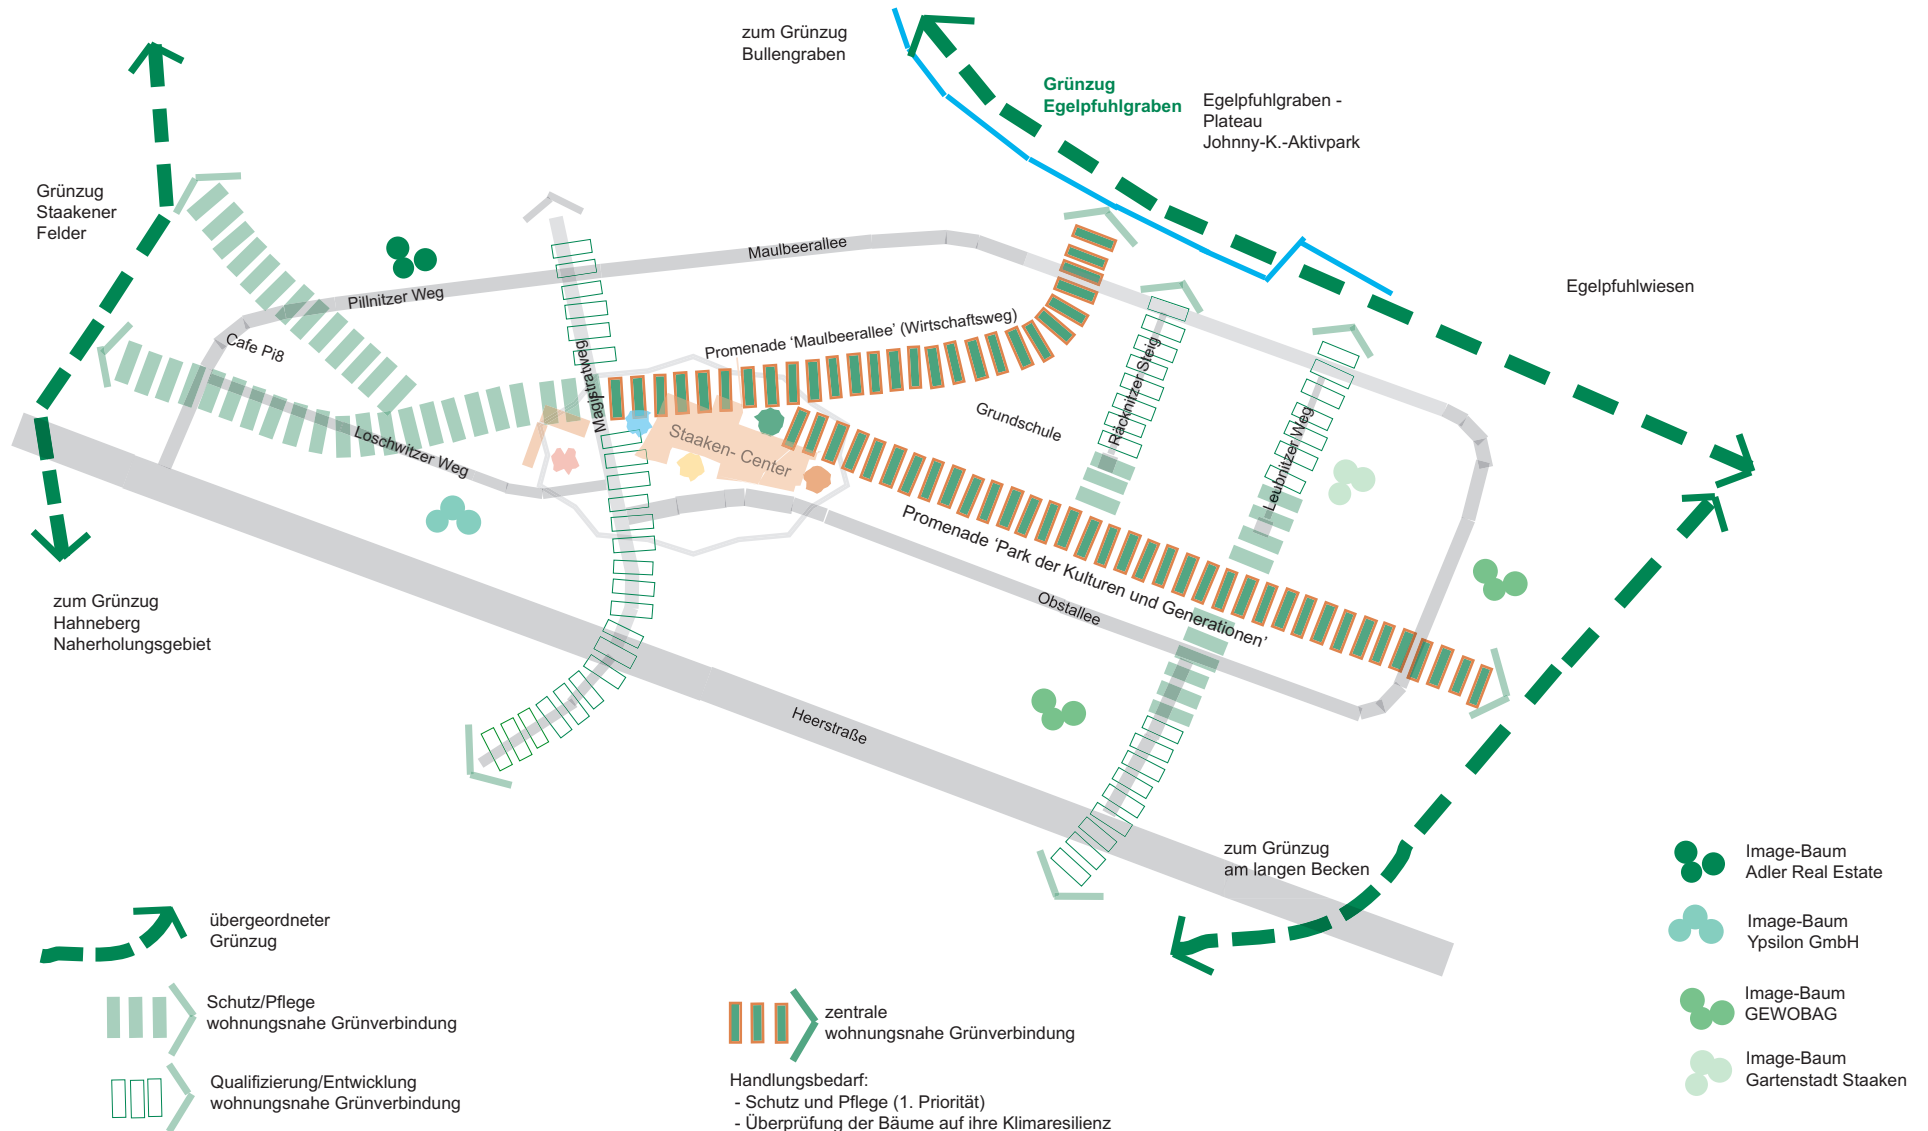 zum Grünzug
Bullengraben
Grünzug
Egelpfuhlgraben
Egelpfuhlgraben -
Plateau
Johnny-K.-Aktivpark
Grünzug
Staakener
Felder
Maulbeerallee
Pillnitzer Weg
Egelpfuhlwiesen
Cafe Pi8
Promenade ‘Maulbeerallee’ (Wirtschaftsweg)
Magistratweg
Räcknitzer Steig
Grundschule
Leubnitzer Weg
Loschwitzer Weg
Staaken- Center
Promenade ‘Park der Kulturen und Generationen’
Obstallee
zum Grünzug
Hahneberg
Naherholungsgebiet
Heerstraße
zum Grünzug
am langen Becken
Image-Baum
Adler Real Estate
Image-Baum
Ypsilon GmbH
Image-Baum
GEWOBAG
Image-Baum
Gartenstadt Staaken
übergeordneter
Grünzug
Schutz/Pflege
wohnungsnahe Grünverbindung
Qualifizierung/Entwicklung
wohnungsnahe Grünverbindung
zentrale
wohnungsnahe Grünverbindung
Handlungsbedarf:
- Schutz und Pflege (1. Priorität)
- Überprüfung der Bäume auf ihre Klimaresilienz